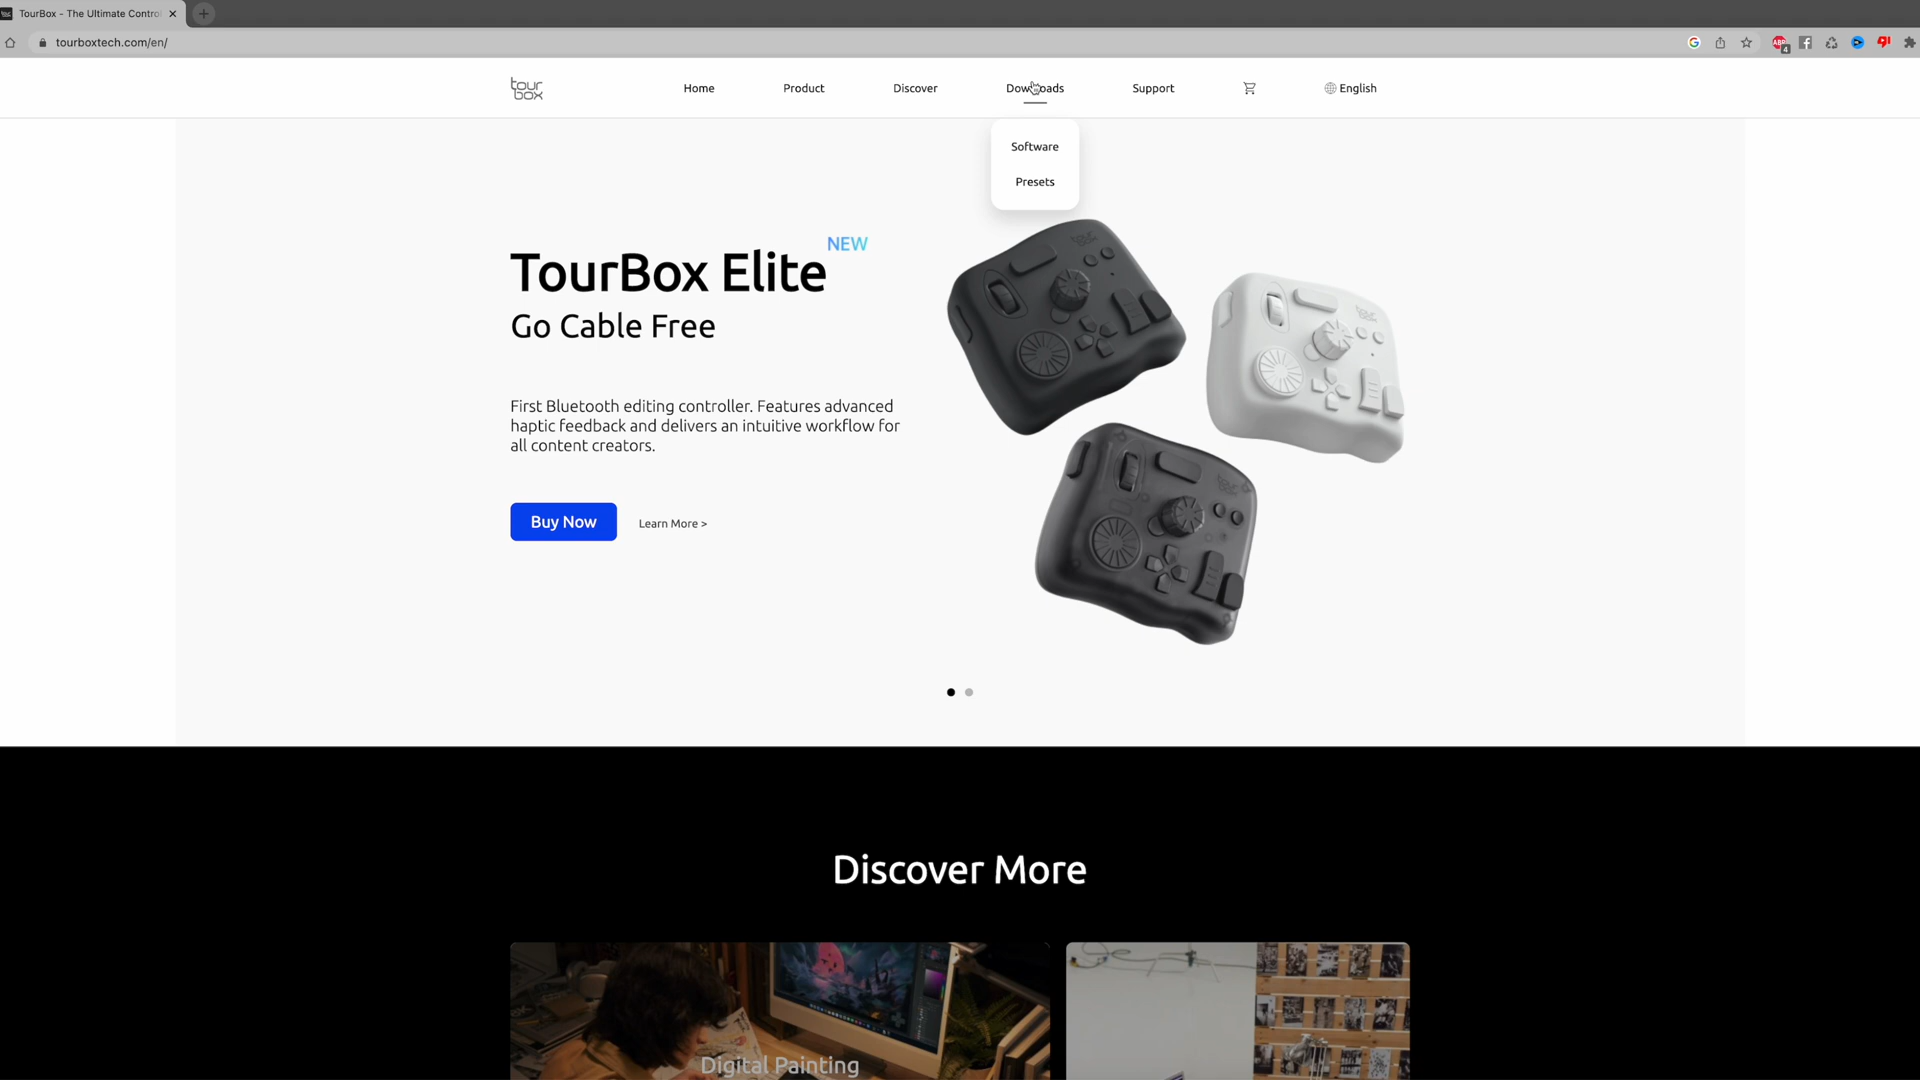 TourBox - The Ultimate Contro
tourboxtech.com/en/
tour
box
Home
Product
Discover
Downloads
Support
English
Software
Presets
NEW
TourBox Elite
Go Cable Free
First Bluetooth editing controller. Features advanced
haptic feedback and delivers an intuitive workflow for
all content creators.
Buy Now
Learn More >
Discover More
Digital Painting